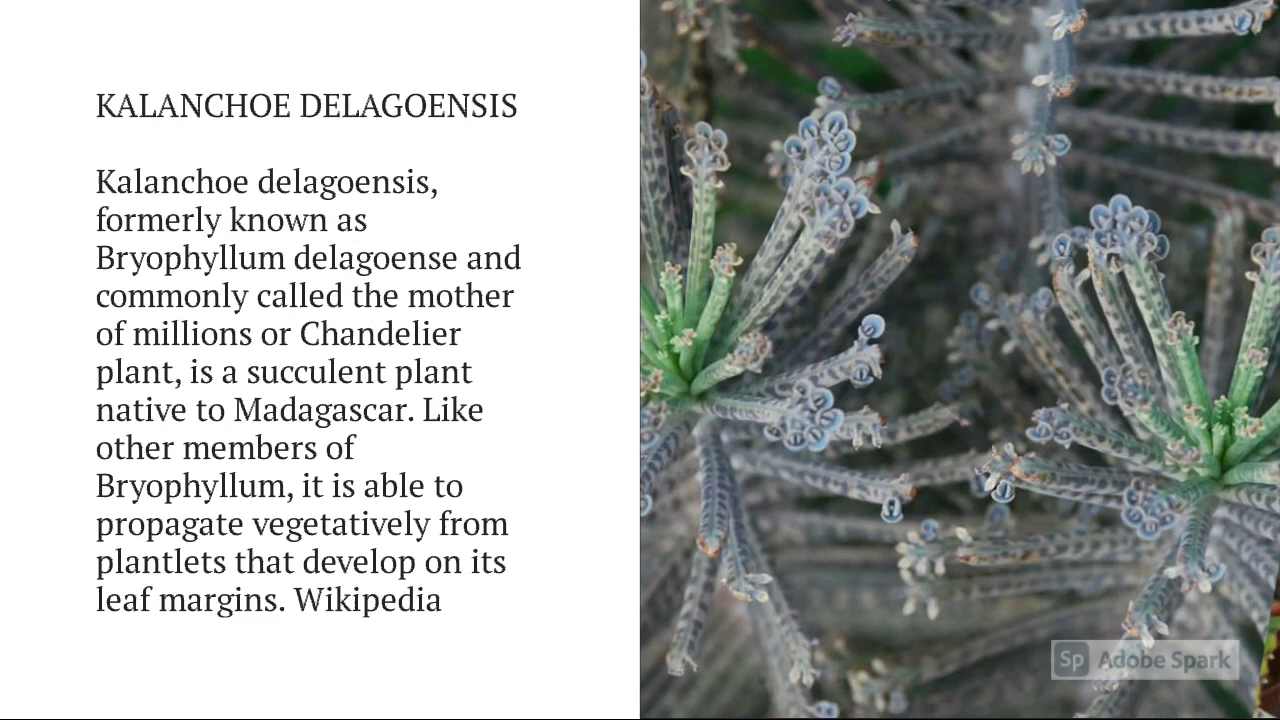 KALANCHOE DELAGOENSIS
Kalanchoe delagoensis,
formerly known as
Bryophyllum delagoense and
commonly called the mother
of millions or Chandelier
plant, is a succulent plant
native to Madagascar. Like
other members of
Bryophyllum, it is able to
propagate vegetatively from
plantlets that develop on its
leaf margins. Wikipedia
Sp Adobe Spark